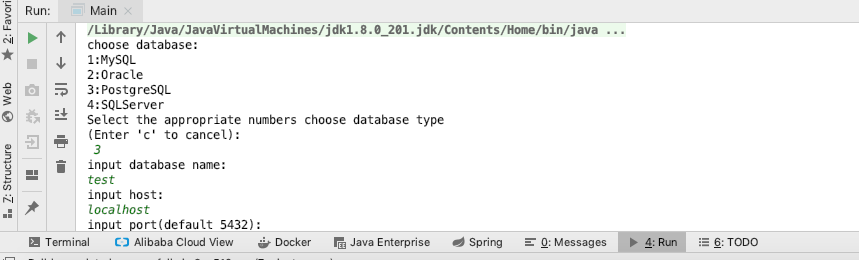 Run:
Main
/Library/Java/JavaVirtualMachines/jdk1.8.0_201.jdk/Contents/Home/bin/java ...
choose database:
1:MySQL
2:Oracle
3:PostgreSQL
4:SQLServer
Select the appropriate numbers choose database type
(Enter 'c' to cancel):
3
input database name:
test
input host:
localhost
input port(default 5432):
2: Favori
Web
Z: Structure
Terminal
Alibaba Cloud View
Docker
Java Enterprise
Spring
0: Messages
4: Run
6: TODO